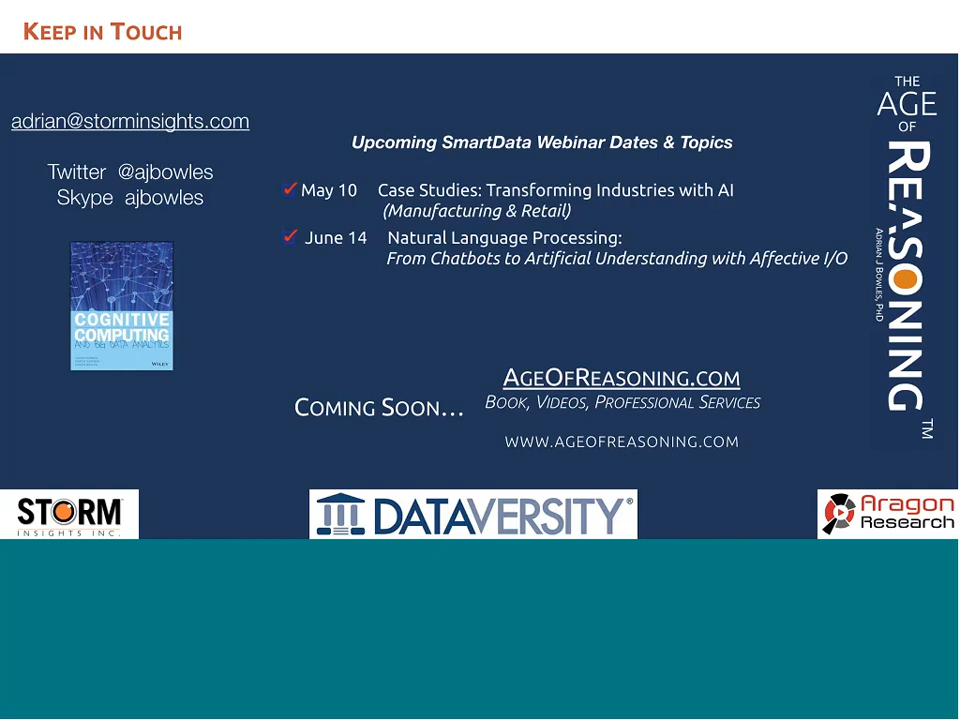 KEEP IN TOUCH
adrian@storminsights.com
Twitter @ajbowles
Skype ajbowles
COGNITIVE
COMPUTING
AND BIG DATA ANALYTICS
WILEY
Upcoming SmartData Webinar Dates & Topics
May 10 Case Studies: Transforming Industries with AI
(Manufacturing & Retail)
June 14 Natural Language Processing:
From Chatbots to Artificial Understanding with Affective I/O
COMING SOON...
AGEOFREASONING.COM
BOOK, VIDEOS, PROFESSIONAL SERVICES
WWW.AGEOFREASONING.COM
THE
AGE
OF
REASONING
TM
ADRIAN J BOWLES, PHD
STORM
INSIGHTS INC.
DATAVERSITY®
Aragon
Research